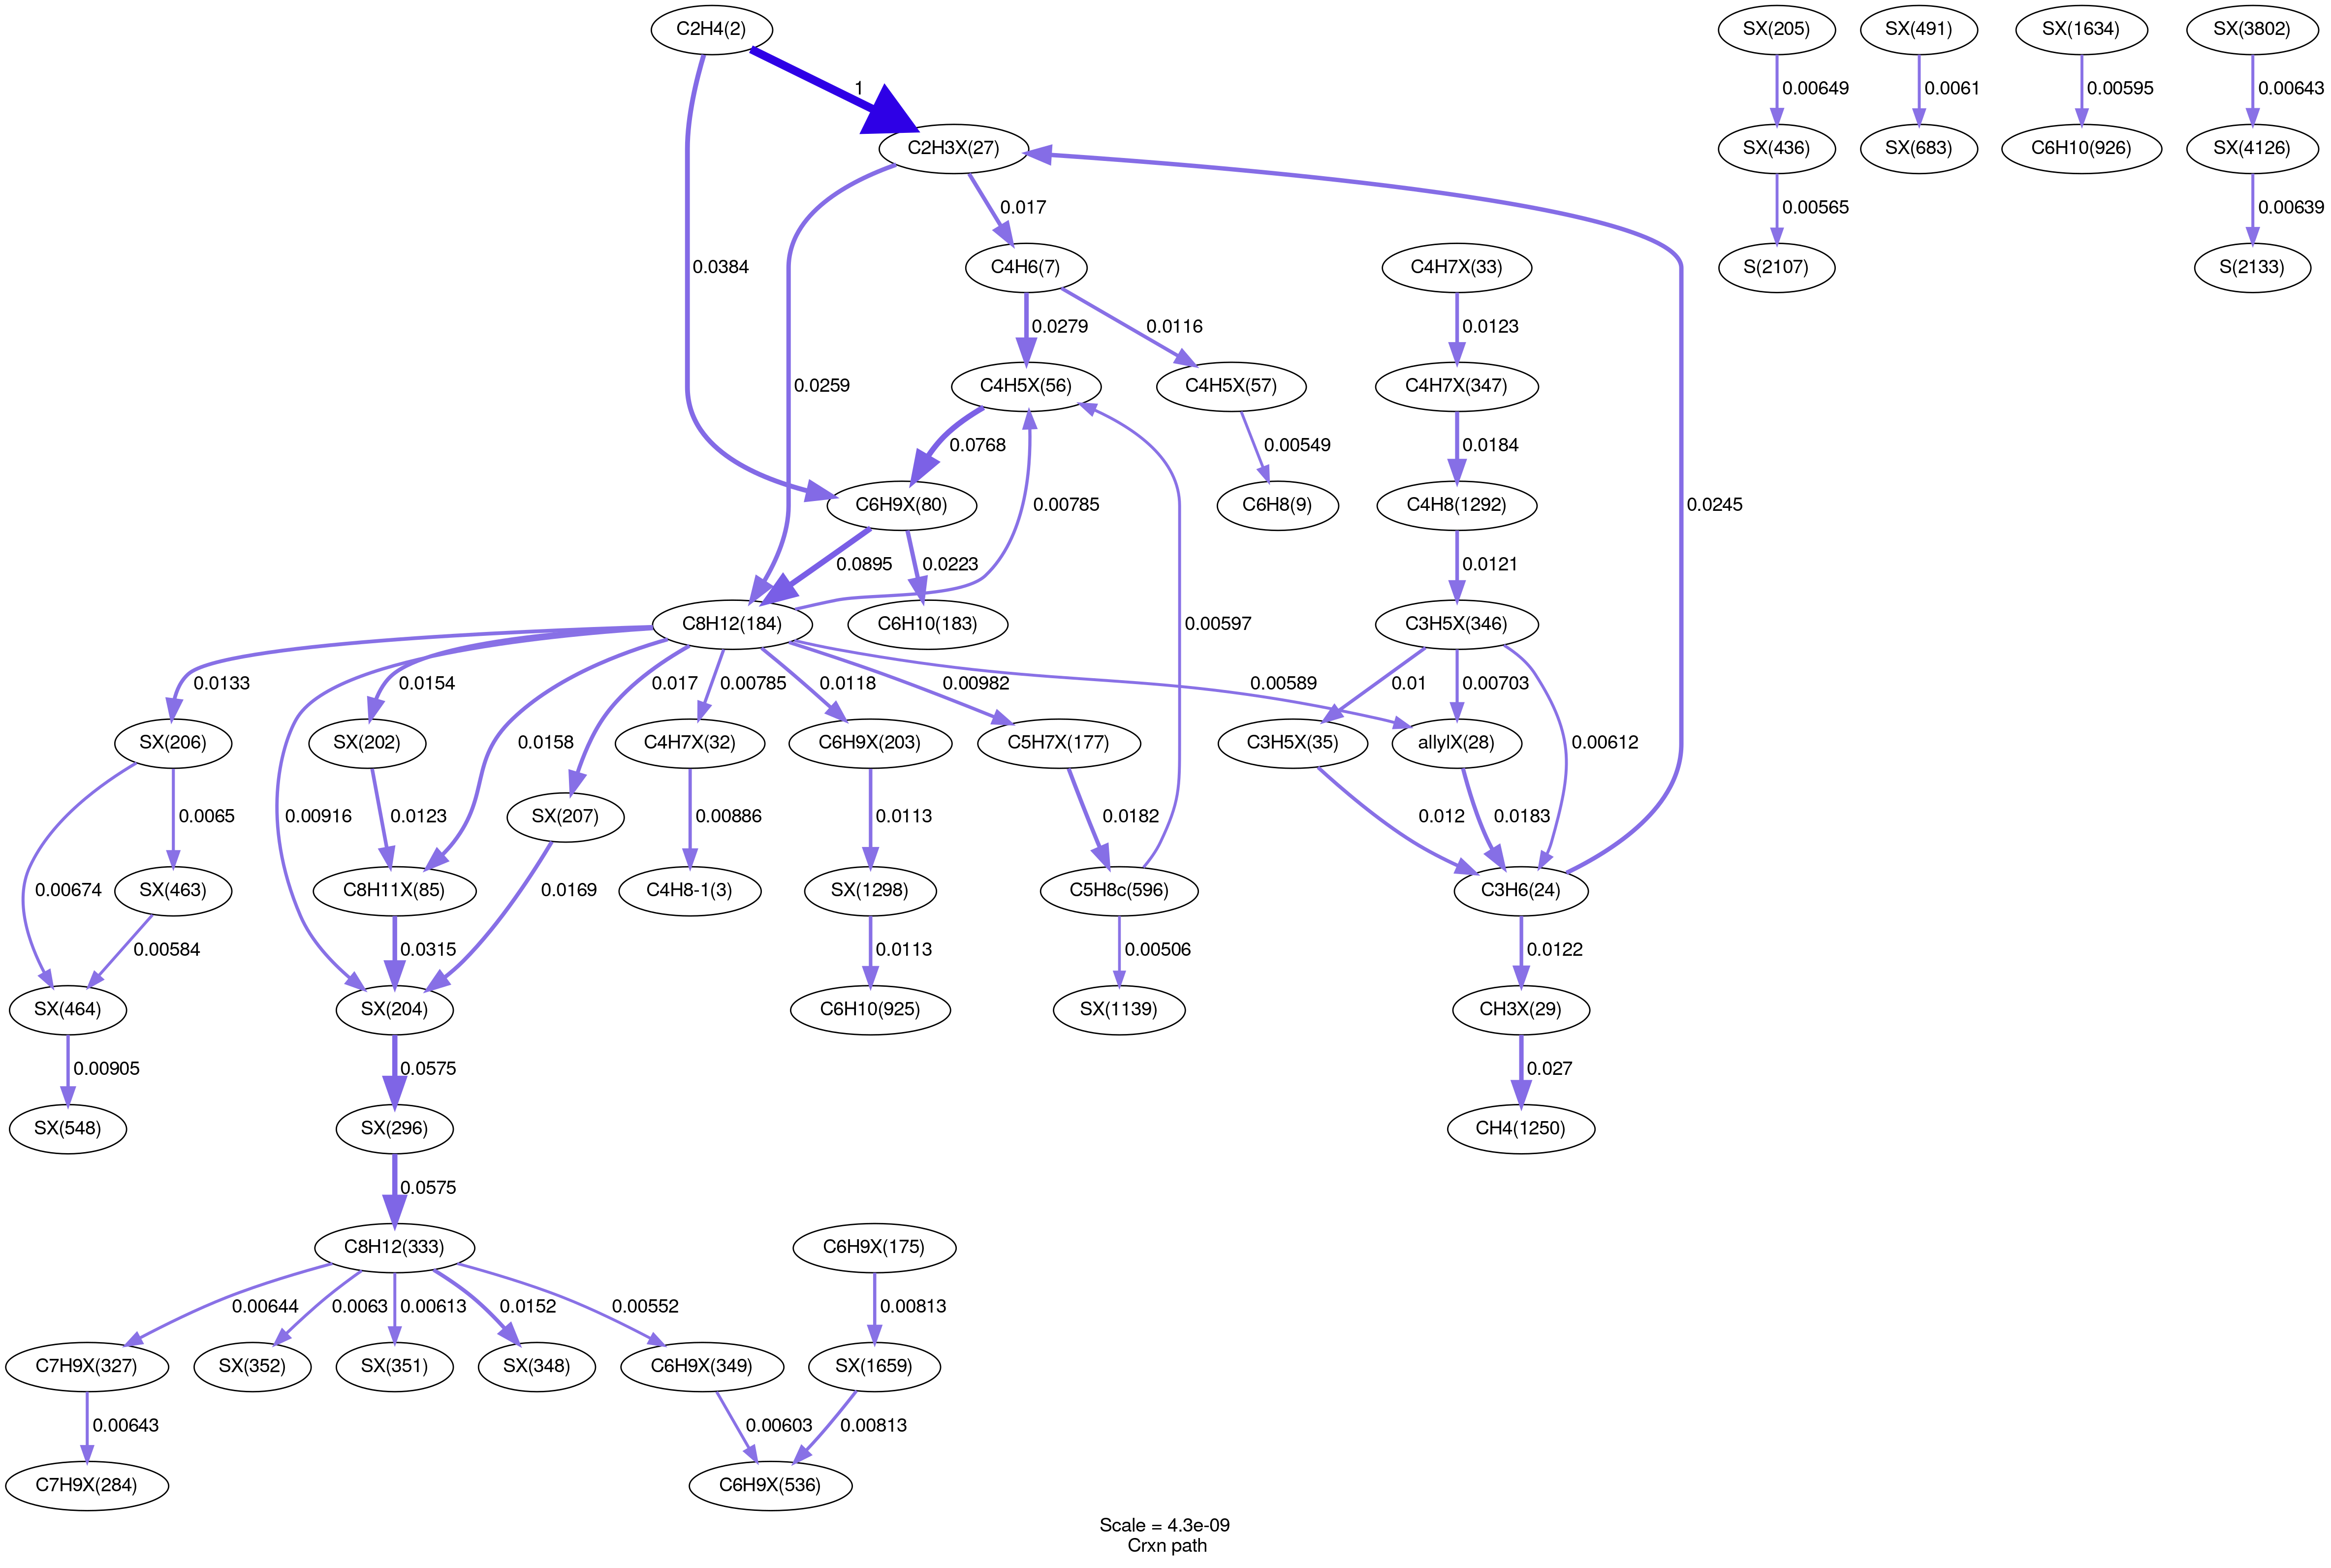 C2H4(2)
SX(205)
SX(491)
SX(1634)
SX(3802)
1
0.00649
0.0061
0.00595
0.00643
C2H3X(27)
SX(436)
SX(683)
C6H10(926)
SX(4126)
0.017
0.00565
0.00639
0.0384
C4H6(7)
C4H7X(33)
S(2107)
S(2133)
0.0279
0.0116
0.0123
0.0259
C4H5X(56)
C4H5X(57)
C4H7X(347)
0.0768
0.00549
0.0184
C6H9X(80)
C6H8(9)
C4H8(1292)
0.00785
0.0245
0.0895
0.0223
0.0121
C8H12(184)
C6H10(183)
0.00597
C3H5X(346)
0.0133
0.0154
0.017
0.00785
0.0118
0.00982
0.00589
0.01
0.00703
SX(206)
SX(202)
0.0158
C4H7X(32)
C6H9X(203)
C5H7X(177)
C3H5X(35)
allylX(28)
0.00612
0.0065
0.00916
0.0123
SX(207)
0.00886
0.0113
0.0182
0.012
0.0183
0.00674
SX(463)
C8H11X(85)
C4H8-1(3)
SX(1298)
C5H8c(596)
C3H6(24)
0.00584
0.0315
0.0169
0.0113
0.00506
0.0122
SX(464)
SX(204)
C6H10(925)
SX(1139)
CH3X(29)
0.00905
0.0575
0.027
SX(548)
SX(296)
CH4(1250)
0.0575
C8H12(333)
C6H9X(175)
0.00644
0.0063
0.00613
0.0152
0.00552
0.00813
C7H9X(327)
SX(352)
SX(351)
SX(348)
C6H9X(349)
SX(1659)
0.00643
0.00603
0.00813
C7H9X(284)
C6H9X(536)
Scale = 4.3e-09
Crxn path